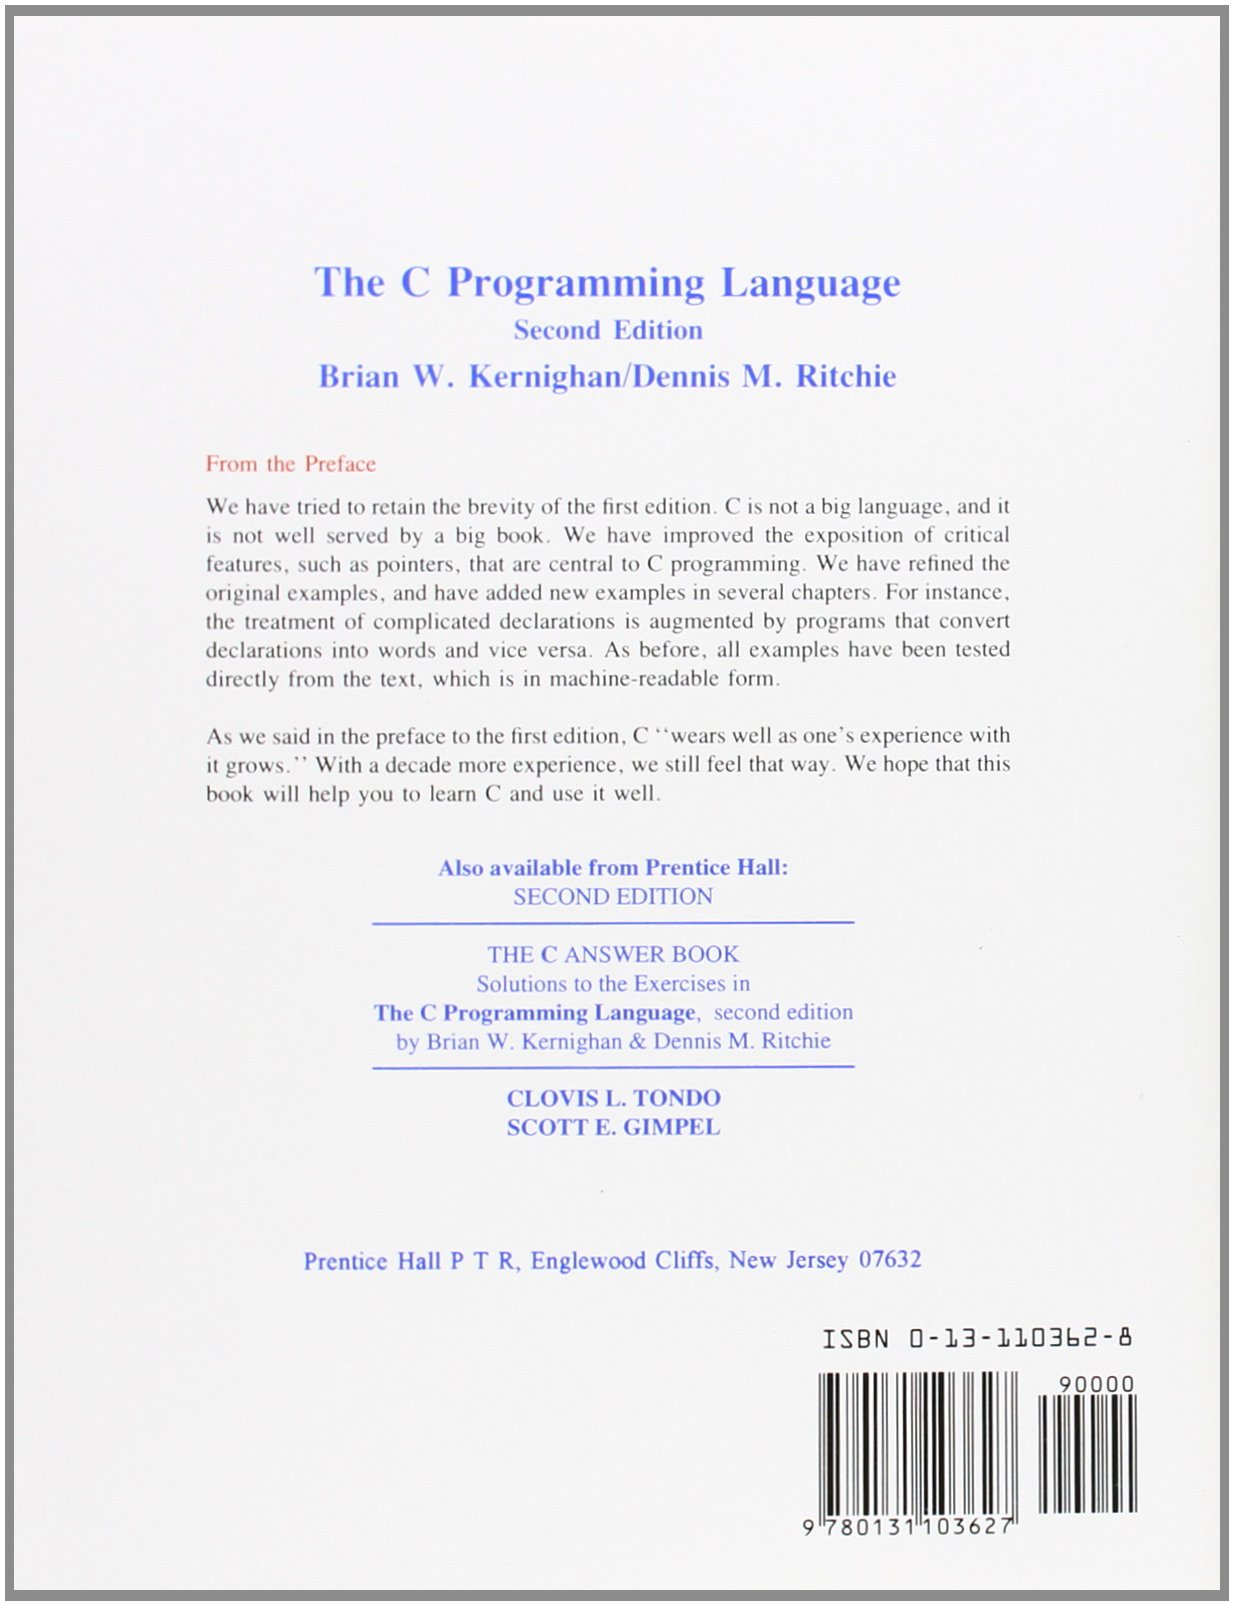 The C Programming Language
Second Edition
Brian W. Kernighan/Dennis M. Ritchie
From the Preface
We have tried to retain the brevity of the first edition. C is not a big language, and it
is not well served by a big book. We have improved the exposition of critical
features, such as pointers, that are central to C programming. We have refined the
original examples, and have added new examples in several chapters. For instance,
the treatment of complicated declarations is augmented by programs that convert
declarations into words and vice versa. As before, all examples have been tested
directly from the text, which is in machine-readable form.
As we said in the preface to the first edition, C ‘‘wears well as one’s experience with
it grows.’’ With a decade more experience, we still feel that way. We hope that this
book will help you to learn C and use it well.
Also available from Prentice Hall:
SECOND EDITION
THE C ANSWER BOOK
Solutions to the Exercises in
The C Programming Language, second edition
by Brian W. Kernighan & Dennis M. Ritchie
CLOVIS L. TONDO
SCOTT E. GIMPEL
Prentice Hall P T R, Englewood Cliffs, New Jersey 07632
ISBN 0-13-110362-8
90000
9 780131 103627